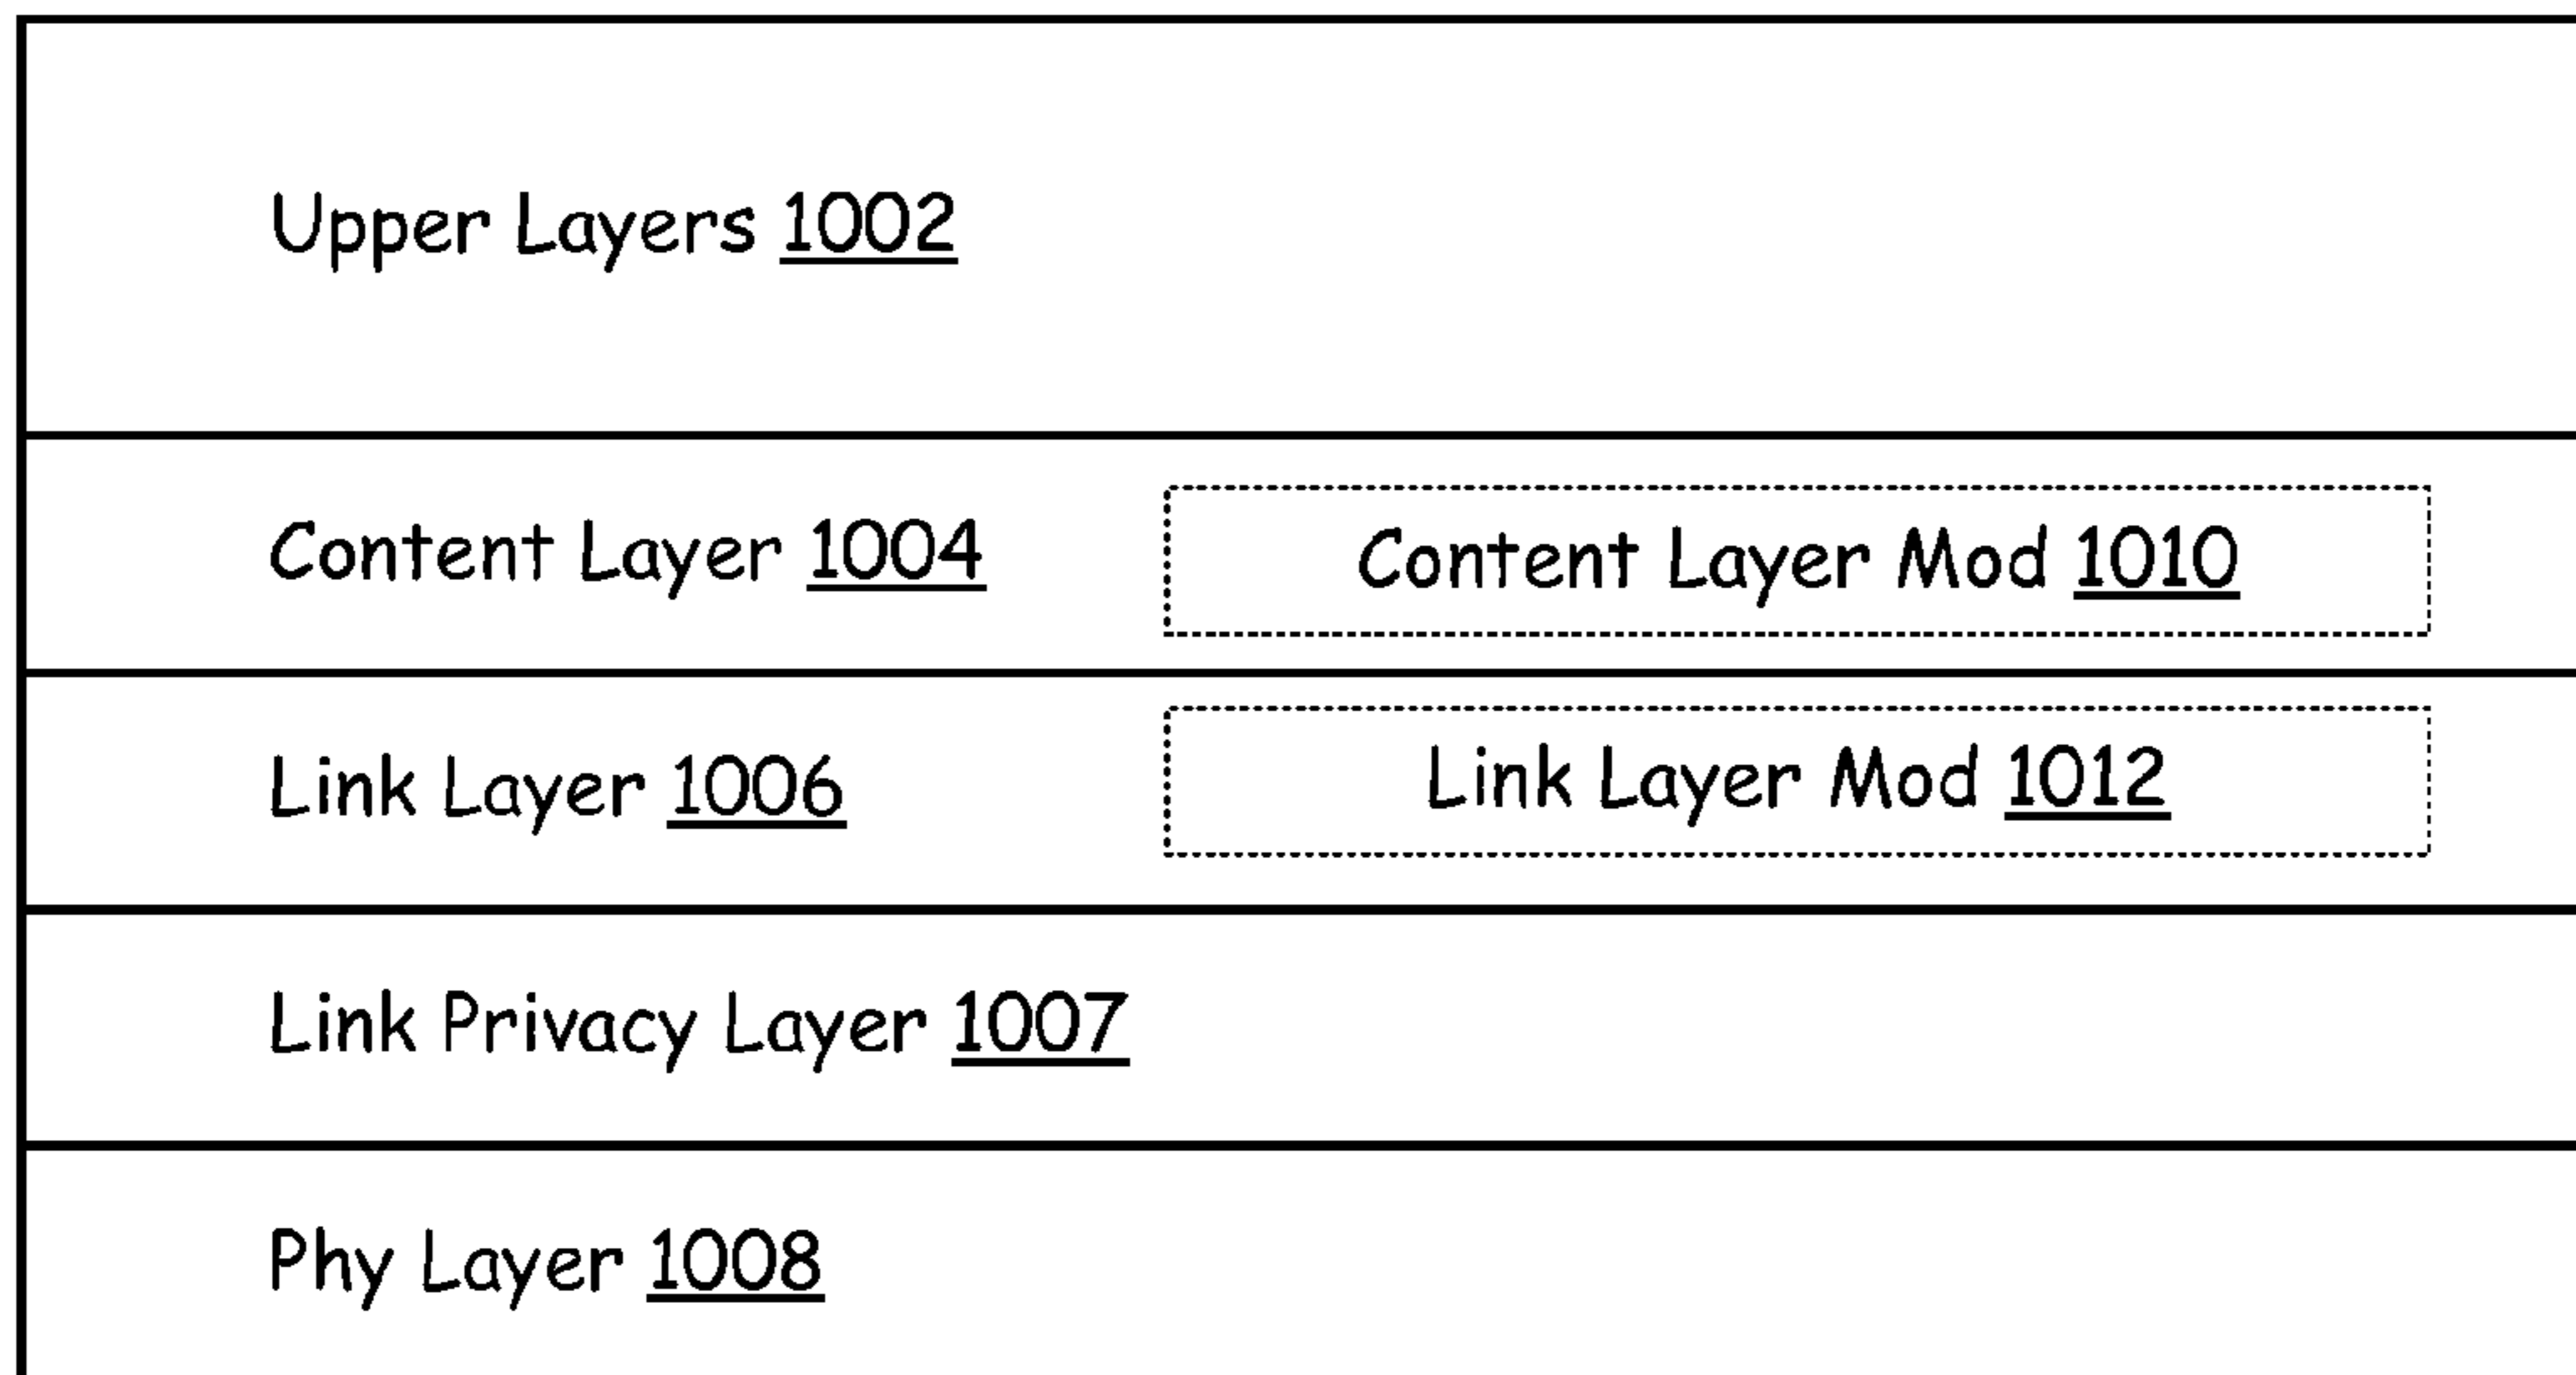 Upper Layers 1002
Content Layer 1004
Content Layer Mod 1010
Link Layer 1006
Link Layer Mod 1012
Link Privacy Layer 1007
Phy Layer 1008